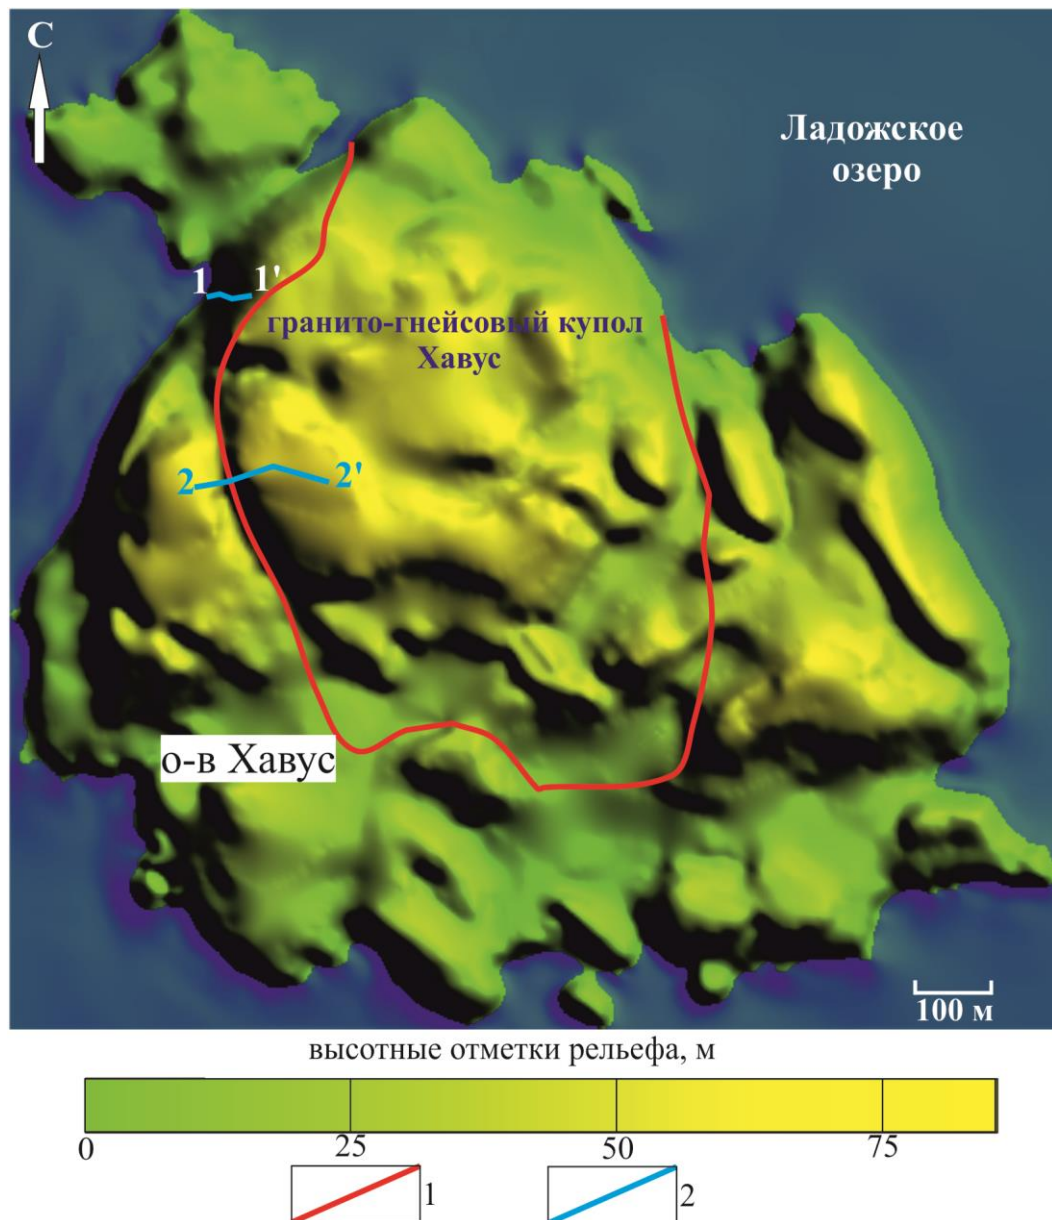 С
Ладожское
озеро
1 1'
гранито-гнейсовый купол
Хавус
2 2'
о-в Хавус
100 м
высотные отметки рельефа, м
0 25 50 75
1 2